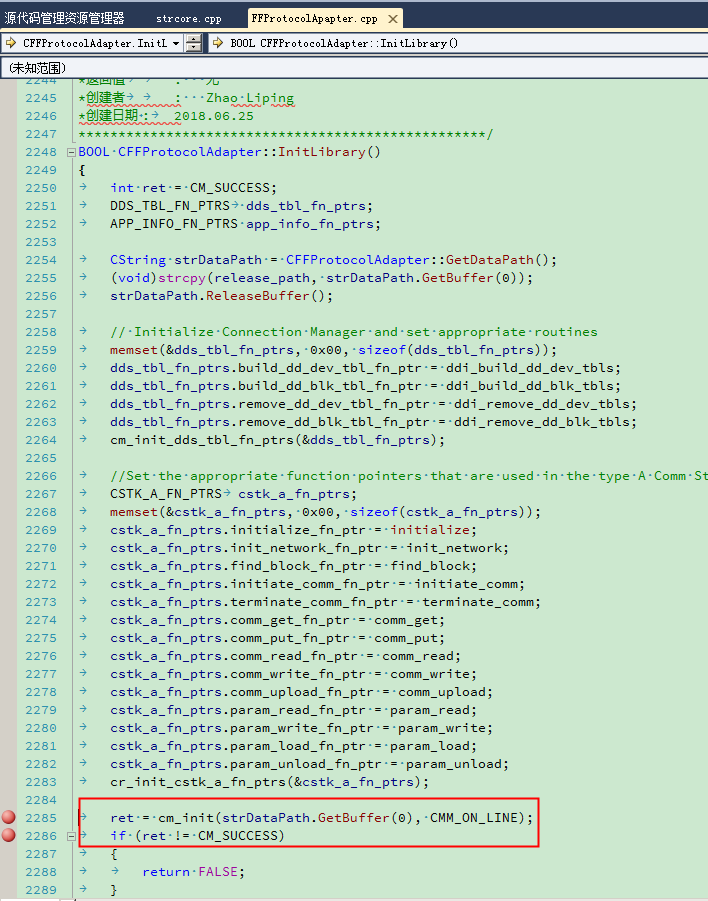 源代码管理资源管理器 strcore.cpp FFProtocolApapter.cpp
CFFProtocolAdapter.InitL BOOL CFFProtocolAdapter::InitLibrary()
(未知范围)
2244 *返回值 : 无
2245 *创建者 : Zhao Liping
2246 *创建日期: 2018.06.25
2247 ***************************************************/
2248 BOOL CFFProtocolAdapter::InitLibrary()
2249 {
2250 int ret = CM_SUCCESS;
2251 DDS_TBL_FN_PTRS dds_tbl_fn_ptrs;
2252 APP_INFO_FN_PTRS app_info_fn_ptrs;
2253
2254 CString strDataPath = CFFProtocolAdapter::GetDataPath();
2255 (void)strcpy(release_path, strDataPath.GetBuffer(0));
2256 strDataPath.ReleaseBuffer();
2257
2258 // Initialize Connection Manager and set appropriate routines
2259 memset(&dds_tbl_fn_ptrs, 0x00, sizeof(dds_tbl_fn_ptrs));
2260 dds_tbl_fn_ptrs.build_dd_dev_tbl_fn_ptr = ddi_build_dd_dev_tbls;
2261 dds_tbl_fn_ptrs.build_dd_blk_tbl_fn_ptr = ddi_build_dd_blk_tbls;
2262 dds_tbl_fn_ptrs.remove_dd_dev_tbl_fn_ptr = ddi_remove_dd_dev_tbls;
2263 dds_tbl_fn_ptrs.remove_dd_blk_tbl_fn_ptr = ddi_remove_dd_blk_tbls;
2264 cm_init_dds_tbl_fn_ptrs(&dds_tbl_fn_ptrs);
2265
2266 //Set the appropriate function pointers that are used in the type A Comm St
2267 CSTK_A_FN_PTRS cstk_a_fn_ptrs;
2268 memset(&cstk_a_fn_ptrs, 0x00, sizeof(cstk_a_fn_ptrs));
2269 cstk_a_fn_ptrs.initialize_fn_ptr = initialize;
2270 cstk_a_fn_ptrs.init_network_fn_ptr = init_network;
2271 cstk_a_fn_ptrs.find_block_fn_ptr = find_block;
2272 cstk_a_fn_ptrs.initiate_comm_fn_ptr = initiate_comm;
2273 cstk_a_fn_ptrs.terminate_comm_fn_ptr = terminate_comm;
2274 cstk_a_fn_ptrs.comm_get_fn_ptr = comm_get;
2275 cstk_a_fn_ptrs.comm_put_fn_ptr = comm_put;
2276 cstk_a_fn_ptrs.comm_read_fn_ptr = comm_read;
2277 cstk_a_fn_ptrs.comm_write_fn_ptr = comm_write;
2278 cstk_a_fn_ptrs.comm_upload_fn_ptr = comm_upload;
2279 cstk_a_fn_ptrs.param_read_fn_ptr = param_read;
2280 cstk_a_fn_ptrs.param_write_fn_ptr = param_write;
2281 cstk_a_fn_ptrs.param_load_fn_ptr = param_load;
2282 cstk_a_fn_ptrs.param_unload_fn_ptr = param_unload;
2283 cr_init_cstk_a_fn_ptrs(&cstk_a_fn_ptrs);
2284
2285 ret = cm_init(strDataPath.GetBuffer(0), CMM_ON_LINE);
2286 if (ret != CM_SUCCESS)
2287 {
2288 return FALSE;
2289 }